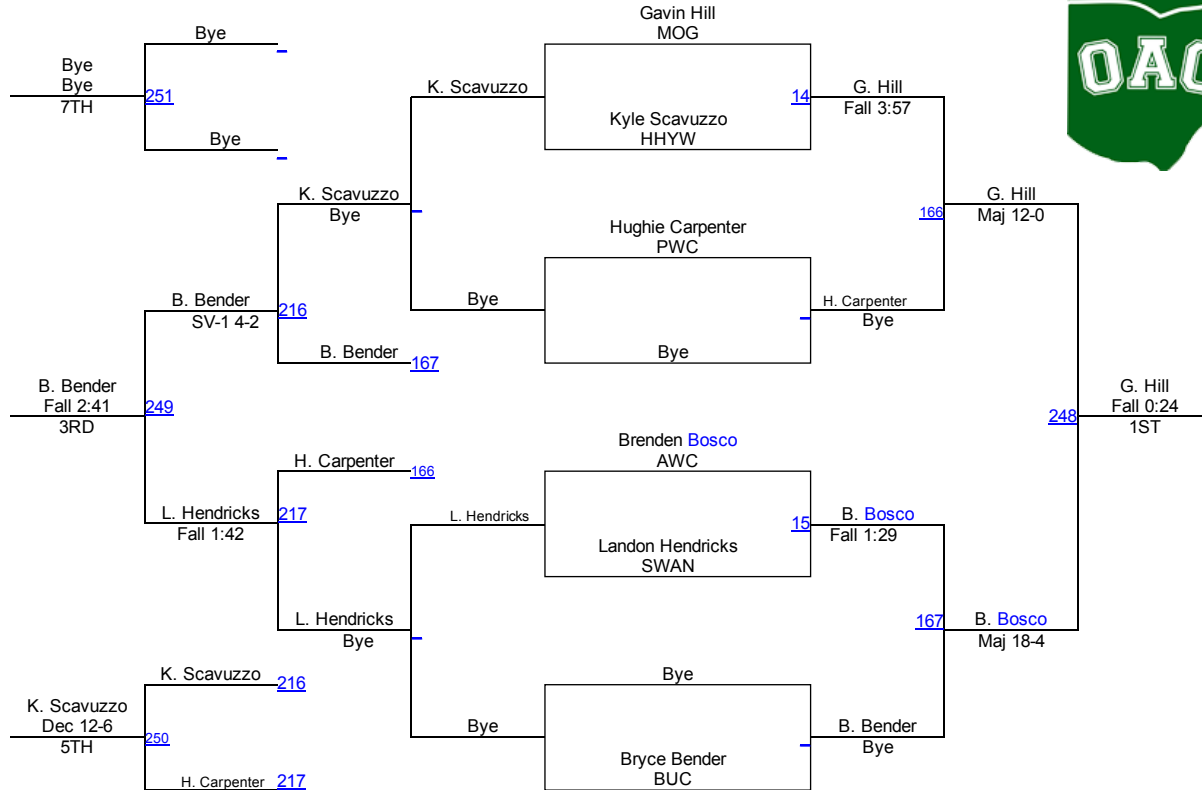 Gavin Hill
MOG
OAC
Bye
Bye
Bye
7TH
251
Bye
K. Scavuzzo
14
G. Hill
Fall 3:57
Kyle Scavuzzo
HHYW
K. Scavuzzo
Bye
G. Hill
Maj 12-0
166
Hughie Carpenter
PWC
B. Bender
SV-1 4-2
216
Bye
H. Carpenter
Bye
Bye
B. Bender 167
B. Bender
Fall 2:41
3RD
249
G. Hill
Fall 0:24
1ST
248
Brenden Bosco
AWC
H. Carpenter 166
L. Hendricks
Fall 1:42
217
L. Hendricks
15
B. Bosco
Fall 1:29
Landon Hendricks
SWAN
L. Hendricks
Bye
167
B. Bosco
Maj 18-4
K. Scavuzzo 216
Bye
K. Scavuzzo
Dec 12-6
5TH
250
Bye
B. Bender
Bye
Bryce Bender
BUC
H. Carpenter 217